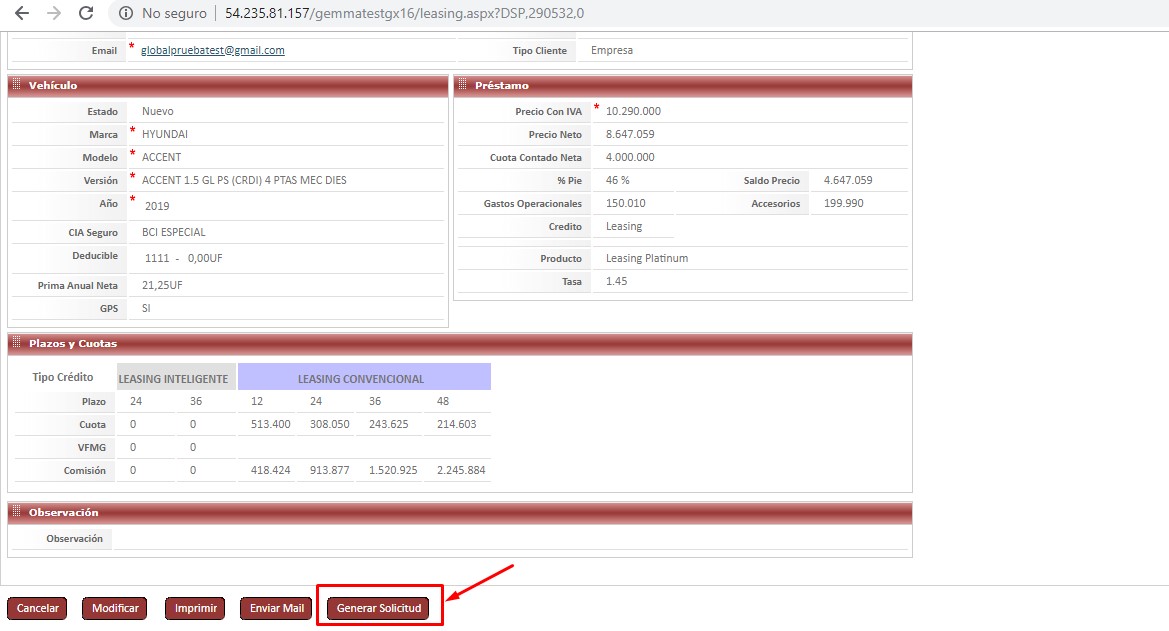 No seguro | 54.235.81.157/gemmatestgx16/leasing.aspx?DSP,290532,0
Email * globalpruebatest@gmail.com Tipo Cliente Empresa
Vehículo
Estado Nuevo
Marca * HYUNDAI
Modelo * ACCENT
Versión * ACCENT 1.5 GL PS (CRDI) 4 PTAS MEC DIES
Año * 2019
CIA Seguro BCI ESPECIAL
Deducible 1111 - 0,00UF
Prima Anual Neta 21,25UF
GPS SI
Préstamo
Precio Con IVA * 10.290.000
Precio Neto 8.647.059
Cuota Contado Neta 4.000.000
% Pie 46 % Saldo Precio 4.647.059
Gastos Operacionales 150.010 Accesorios 199.990
Credito Leasing
Producto Leasing Platinum
Tasa 1.45
Plazos y Cuotas
Tipo Crédito LEASING INTELIGENTE LEASING CONVENCIONAL
Plazo 24 36 12 24 36 48
Cuota 0 0 513.400 308.050 243.625 214.603
VFMG 0 0
Comisión 0 0 418.424 913.877 1.520.925 2.245.884
Observación
Observación
Cancelar Modificar Imprimir Enviar Mail Generar Solicitud